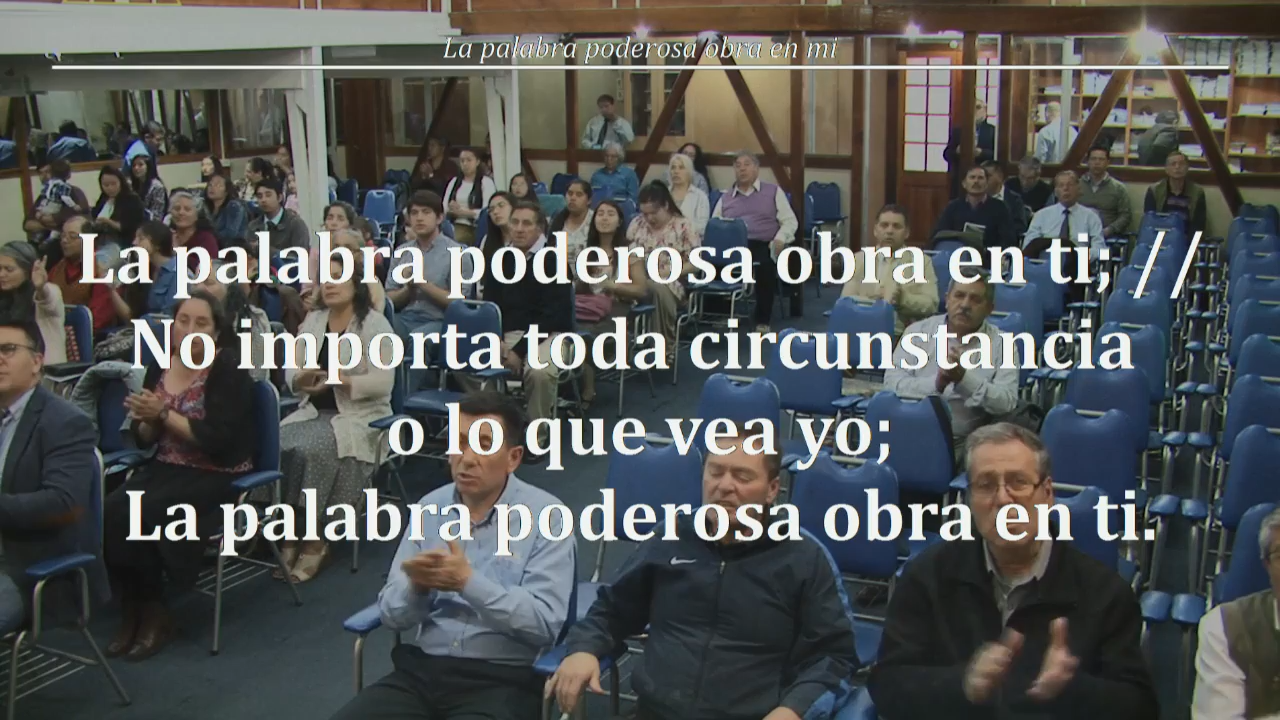 La palabra poderosa obra en mi
La palabra poderosa obra en ti; //
No importa toda circunstancia
o lo que vea yo;
La palabra poderosa obra en ti.